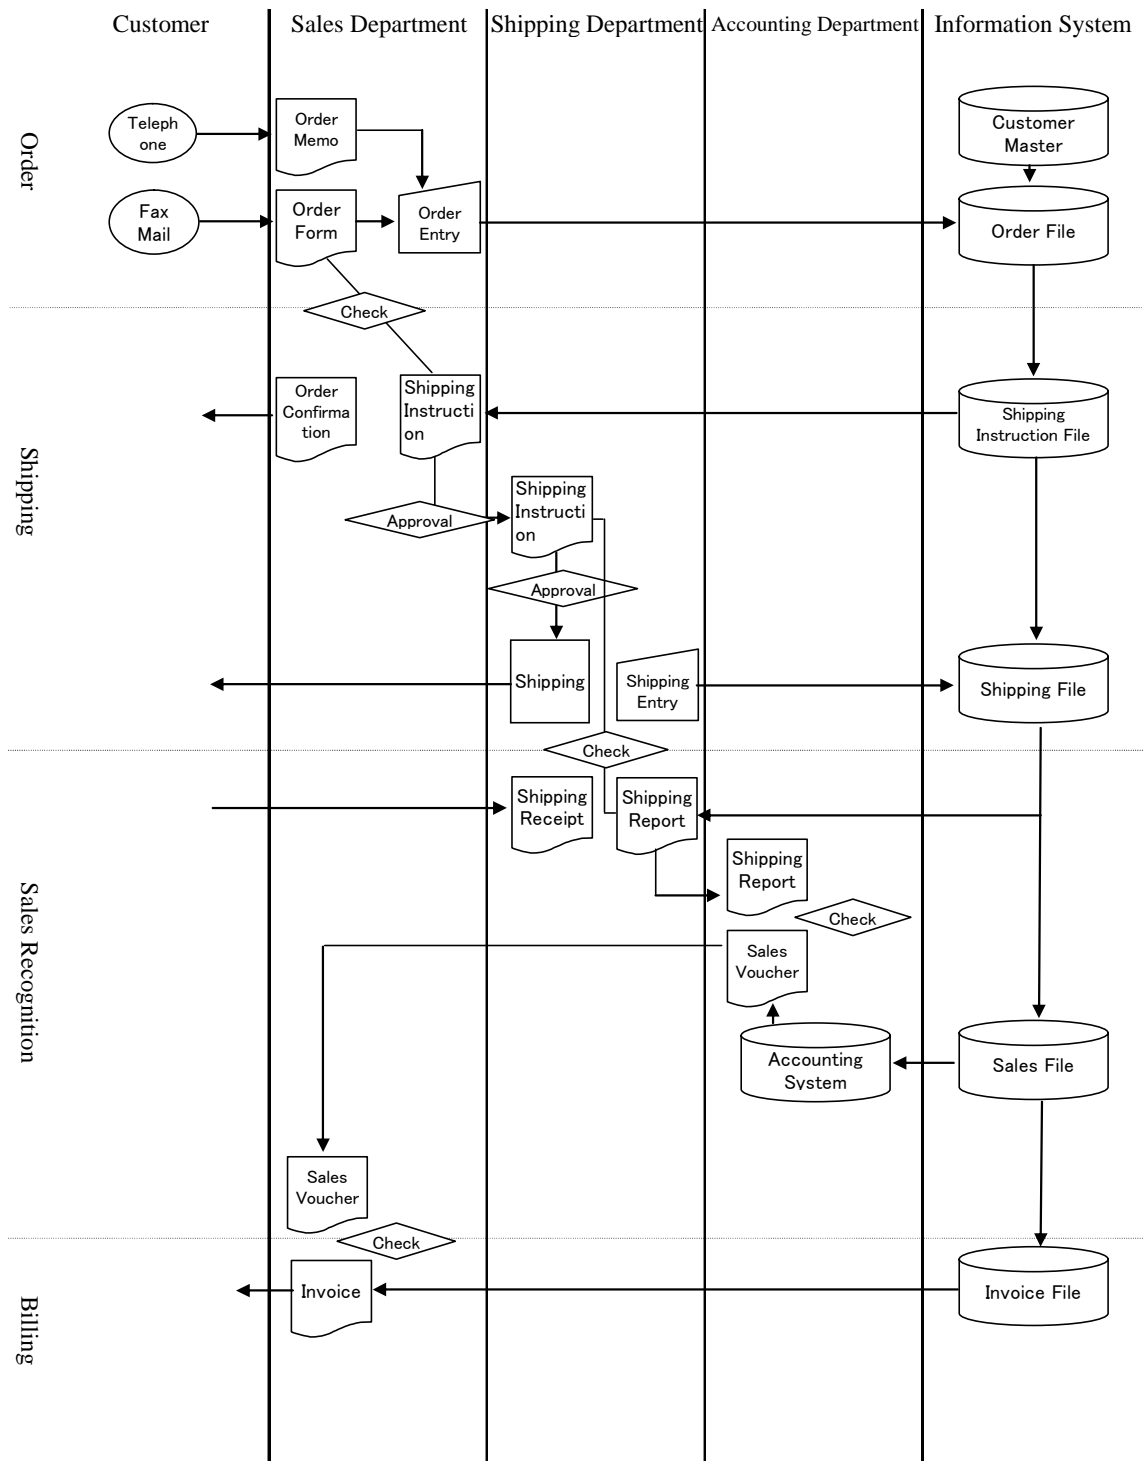 Customer
Sales Department
Shipping Department
Accounting Department
Information System
Order
Teleph
one
Order
Memo
Customer
Master
Fax
Mail
Order
Form
Order
Entry
Order File
Check
Shipping
Order
Confirma
tion
Shipping
Instructi
on
Shipping
Instruction File
Approval
Shipping
Instructi
on
Approval
Shipping
Shipping
Entry
Shipping File
Check
Sales Recognition
Shipping
Receipt
Shipping
Report
Shipping
Report
Check
Sales
Voucher
Accounting
System
Sales File
Sales
Voucher
Check
Billing
Invoice
Invoice File